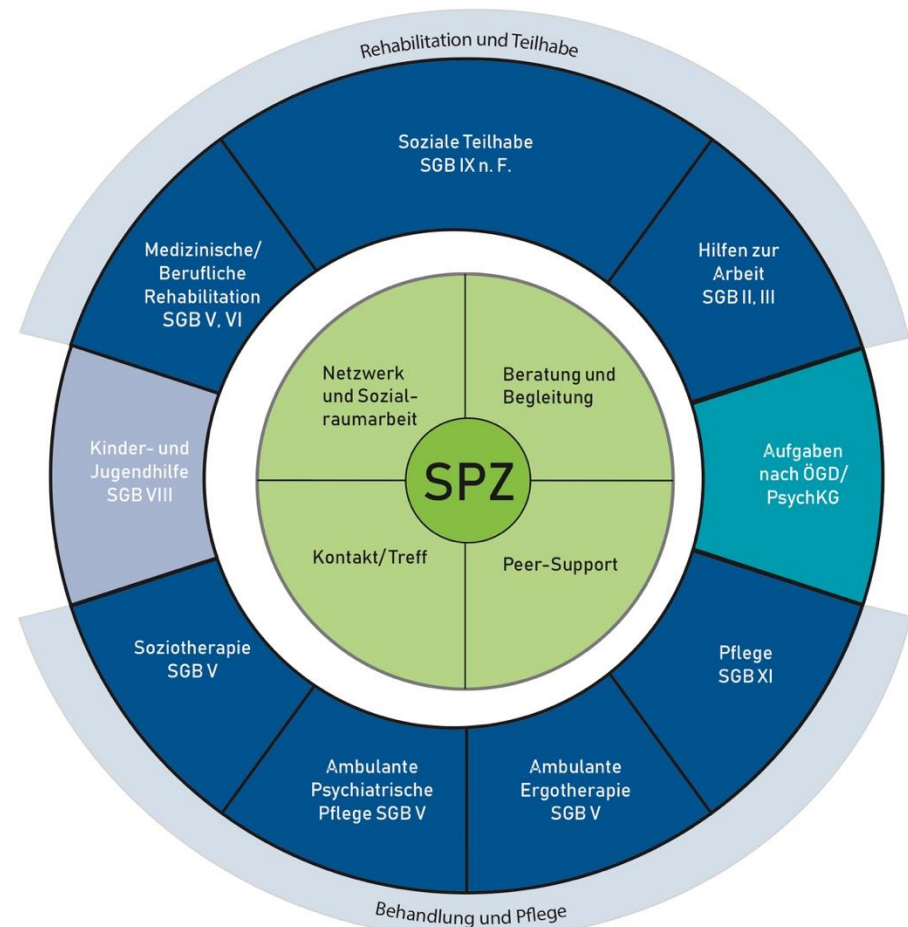 Rehabilitation und Teilhabe
Soziale Teilhabe
SGB IX n. F.
Medizinische/
Berufliche
Rehabilitation
SGB V, VI
Hilfen zur
Arbeit
SGB II, III
Netzwerk
und Sozial-
raumarbeit
Beratung und
Begleitung
Kinder- und
Jugendhilfe
SGB VIII
SPZ
Aufgaben
nach ÖGD/
PsychKG
Kontakt/Treff
Peer-Support
Soziotherapie
SGB V
Pflege
SGB XI
Ambulante
Psychiatrische
Pflege SGB V
Ambulante
Ergotherapie
SGB V
Behandlung und Pflege